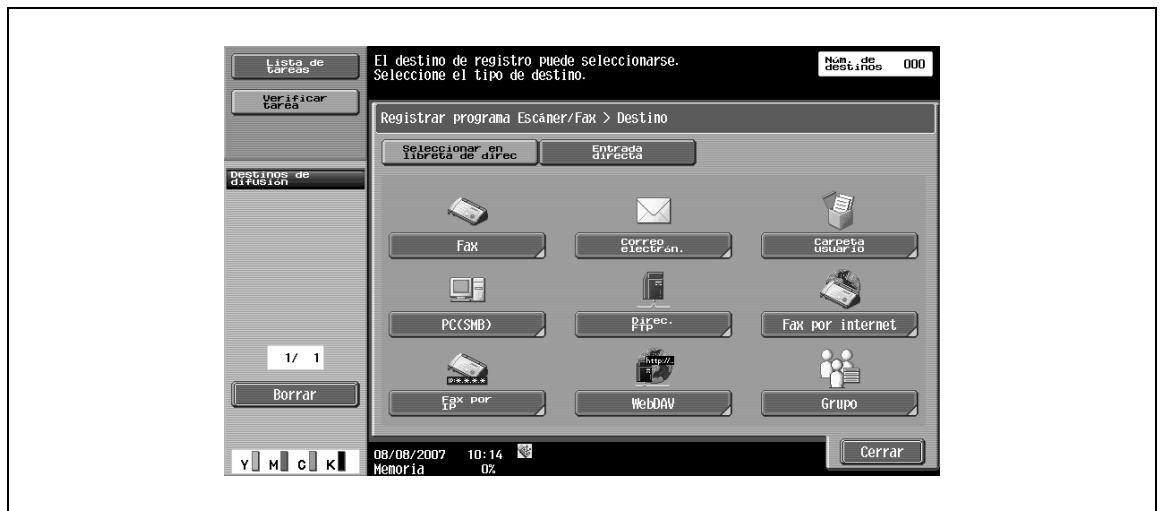 Lista de
tareas
Verificar
tarea
Destinos de
difusión
1/ 1
Borrar
Y M C K
El destino de registro puede seleccionarse.
Seleccione el tipo de destino.
Núm. de
destinos 000
Registrar programa Escáner/Fax > Destino
Seleccionar en
libreta de direc
Entrada
directa
Fax
Correo
electrón.
Carpeta
usuario
PC(SMB)
Direc.
FTP
Fax por internet
IP:*.*.*.*
http://.
Fax por
IP
WebDAV
Grupo
08/08/2007 10:14
Memoria 0%
Cerrar